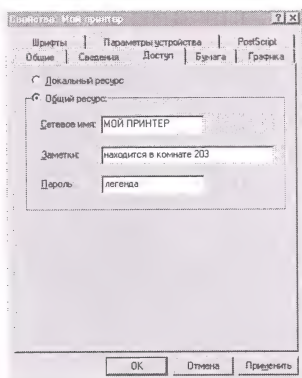 Свойства: Мой принтер
Шрифты Параметры устройства PostScript
Общие Сведения Доступ Бумага Графика
Локальный ресурс
Общий ресурс:
Сетевое имя: МОЙ ПРИНТЕР
Заметки: находится в комнате 203
Пароль: легенда
OK Отмена Применить